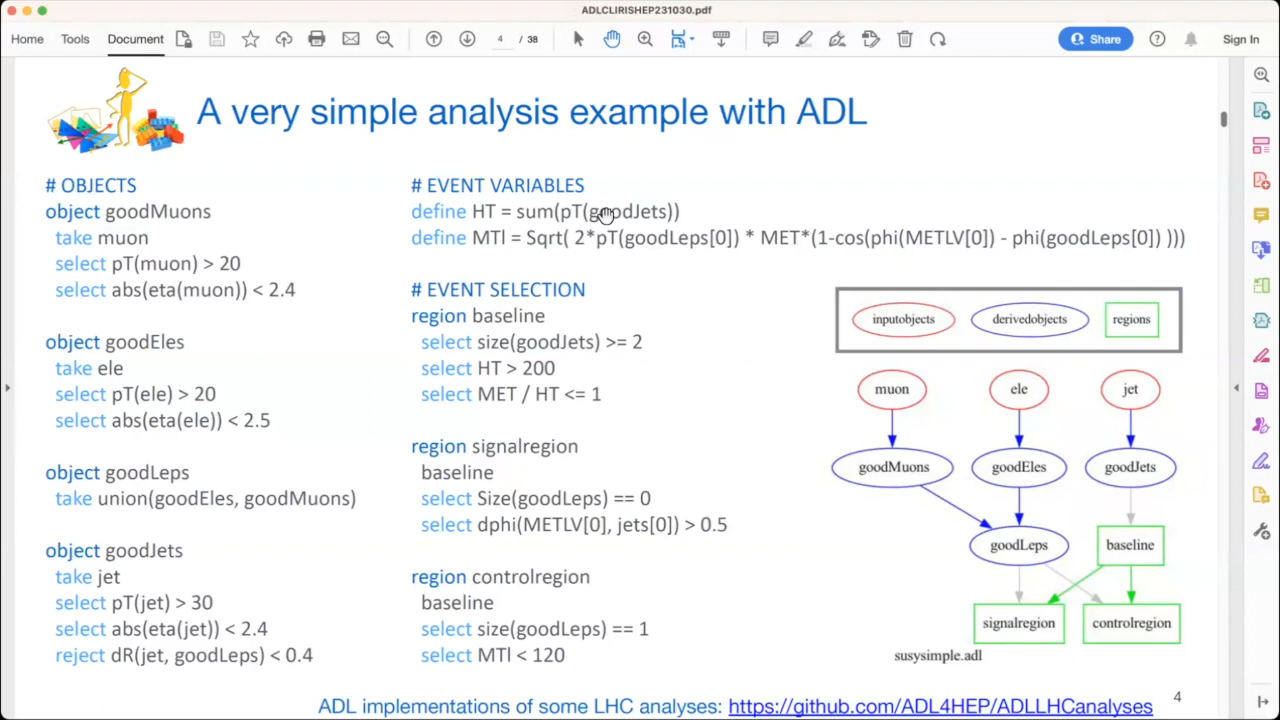 ADLCLIRISHEP231030.pdf
Home
Tools
Document
4 / 38
Share
Sign In
A very simple analysis example with ADL
# OBJECTS
object goodMuons
take muon
select pT(muon) > 20
select abs(eta(muon)) < 2.4
object goodEles
take ele
select pT(ele) > 20
select abs(eta(ele)) < 2.5
object goodLeps
take union(goodEles, goodMuons)
object goodJets
take jet
select pT(jet) > 30
select abs(eta(jet)) < 2.4
reject dR(jet, goodLeps) < 0.4
# EVENT VARIABLES
define HT = sum(pT(goodJets))
define MTl = Sqrt( 2*pT(goodLeps[0]) * MET*(1-cos(phi(METLV[0]) - phi(goodLeps[0]) )))
# EVENT SELECTION
region baseline
select size(goodJets) >= 2
select HT > 200
select MET / HT <= 1
region signalregion
baseline
select Size(goodLeps) == 0
select dphi(METLV[0], jets[0]) > 0.5
region controlregion
baseline
select size(goodLeps) == 1
select MTl < 120
inputobjects
derivedobjects
regions
muon
ele
jet
goodMuons
goodEles
goodJets
goodLeps
baseline
signalregion
controlregion
susysimple.adl
ADL implementations of some LHC analyses: https://github.com/ADL4HEP/ADLLHCanalyses
4